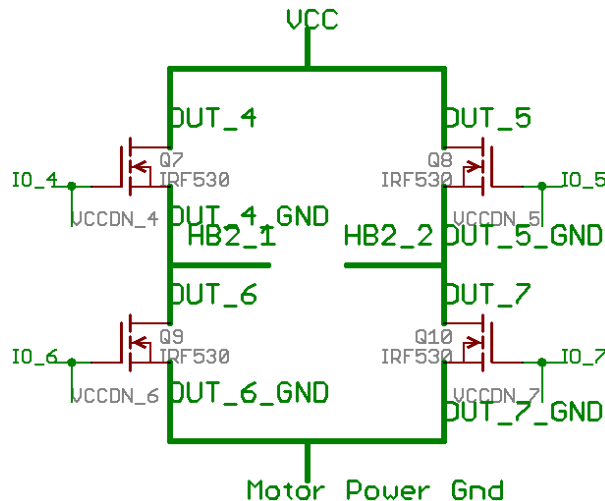 VCC
OUT_4
OUT_5
Q7
IRF530
Q8
IRF530
IO_4
IO_5
VCCDN_4
VCCDN_5
OUT_4_GND
OUT_5_GND
HB2_1
HB2_2
OUT_6
OUT_7
Q9
IRF530
Q10
IRF530
IO_6
IO_7
VCCDN_6
VCCDN_7
OUT_6_GND
OUT_7_GND
Motor Power Gnd